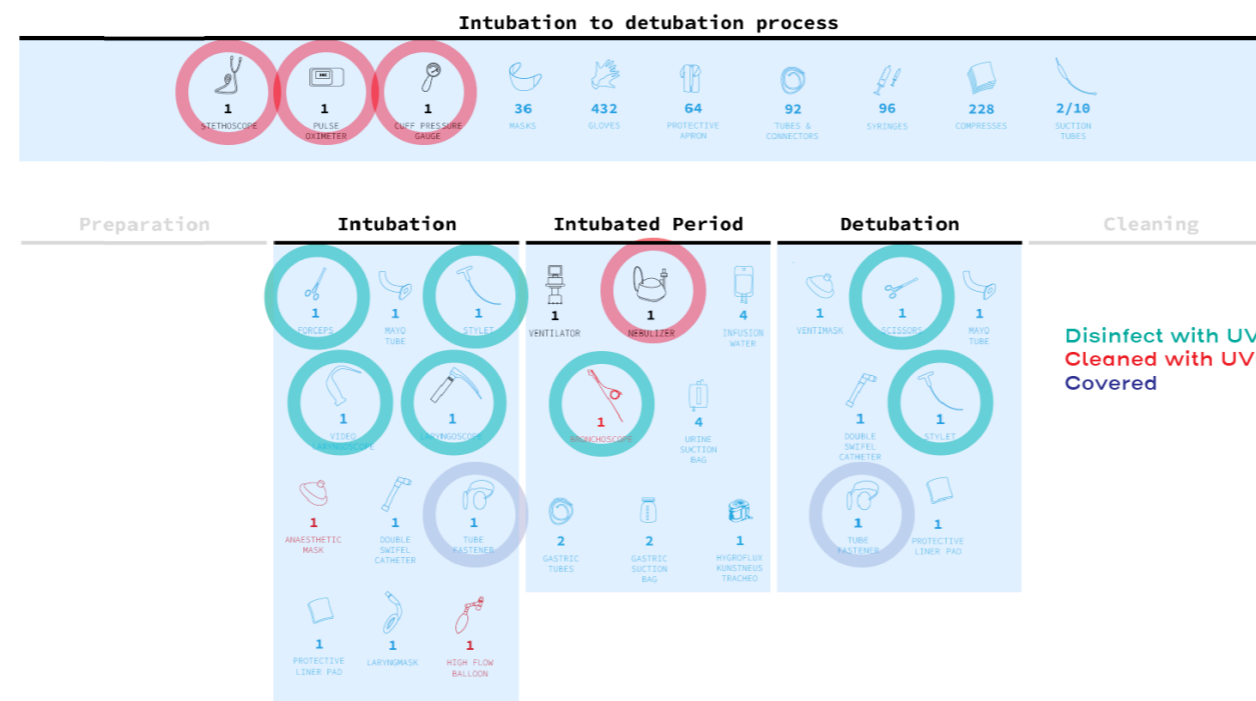 Intubation to detubation process
1
STETHOSCOPE
1
PULSE
OXIMETER
1
CUFF PRESSURE
GAUGE
36
MASKS
432
GLOVES
64
PROTECTIVE
APRON
92
TUBES &
CONNECTORS
96
SYRINGES
228
COMPRESSES
2/10
SUCTION
TUBES
Preparation
Intubation
Intubated Period
Detubation
Cleaning
1
FORCEPS
1
MAYO
TUBE
1
STYLET
1
VIDEO
LARYNGOSCOPE
1
LARYNGOSCOPE
1
ANAESTHETIC
MASK
1
DOUBLE
SWIFEL
CATHETER
1
TUBE
FASTENER
1
PROTECTIVE
LINER PAD
1
LARYNGMASK
1
HIGH FLOW
BALLOON
1
VENTILATOR
1
NEBULIZER
4
INFUSION
WATER
1
BRONCHOSCOPE
4
URINE
SUCTION
BAG
2
GASTRIC
TUBES
2
GASTRIC
SUCTION
BAG
1
HYGROFLUX
KUNSTNEUS
TRACHEO
1
VENTIMASK
1
SCISSORS
1
MAYO
TUBE
1
DOUBLE
SWIFEL
CATHETER
1
STYLET
1
TUBE
FASTENER
1
PROTECTIVE
LINER PAD
Disinfect with UV
Cleaned with UV
Covered